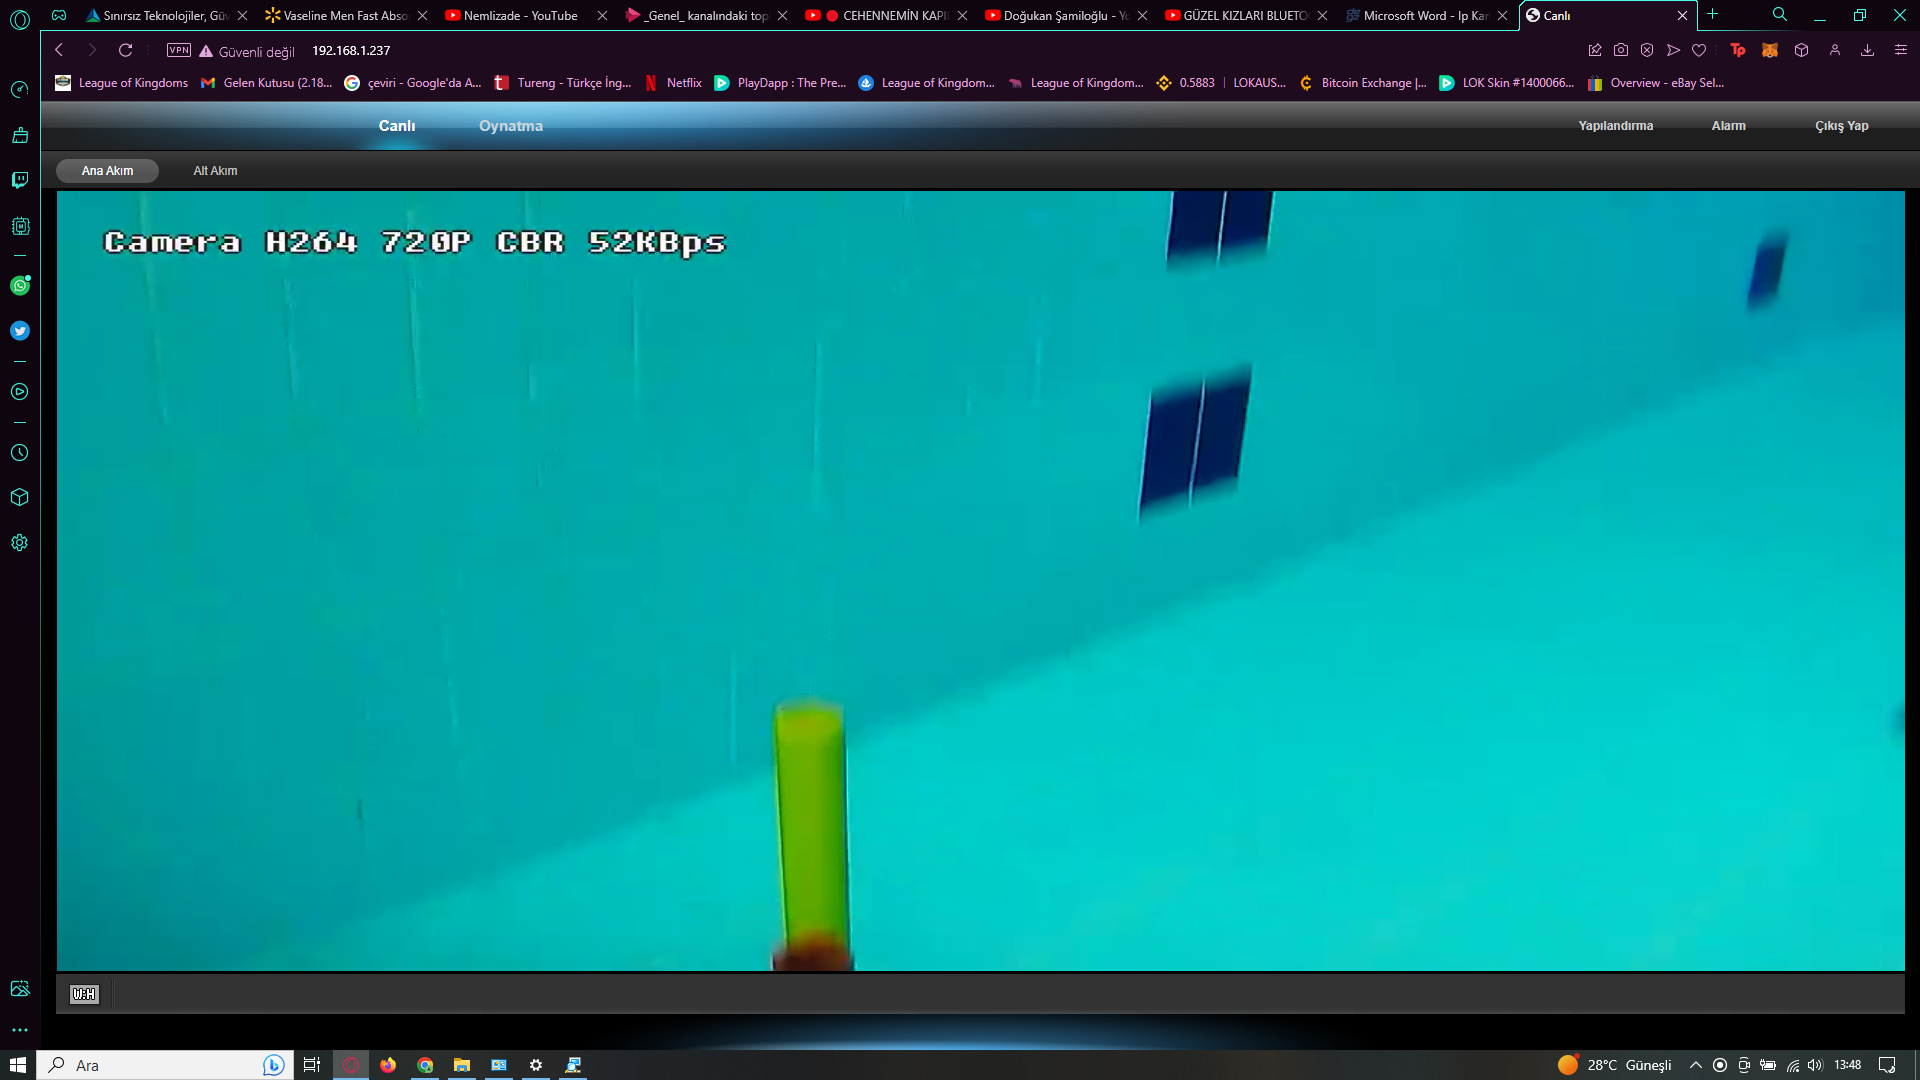 Sınırsız Teknolojiler, Gü
Vaseline Men Fast Abso
Nemlizade - YouTube
_Genel_ kanalındaki top
CEHENNEMİN KAPI
Doğukan Şamiloğlu - Yo
GÜZEL KIZLARI BLUETO
Microsoft Word - Ip Ka
Canlı
VPN
Güvenli değil
192.168.1.237
Tp
League of Kingdoms
Gelen Kutusu (2.18...
çeviri - Google'da A...
Tureng - Türkçe İng...
Netflix
PlayDapp : The Pre...
League of Kingdom...
League of Kingdom...
0.5883 | LOKAUS...
Bitcoin Exchange |...
LOK Skin #1400066...
Overview - eBay Sel...
Canlı
Oynatma
Yapılandırma
Alarm
Çıkış Yap
Ana Akım
Alt Akım
Camera H264 720P CBR 52KBps
W:H
Ara
28°C Güneşli
13:48